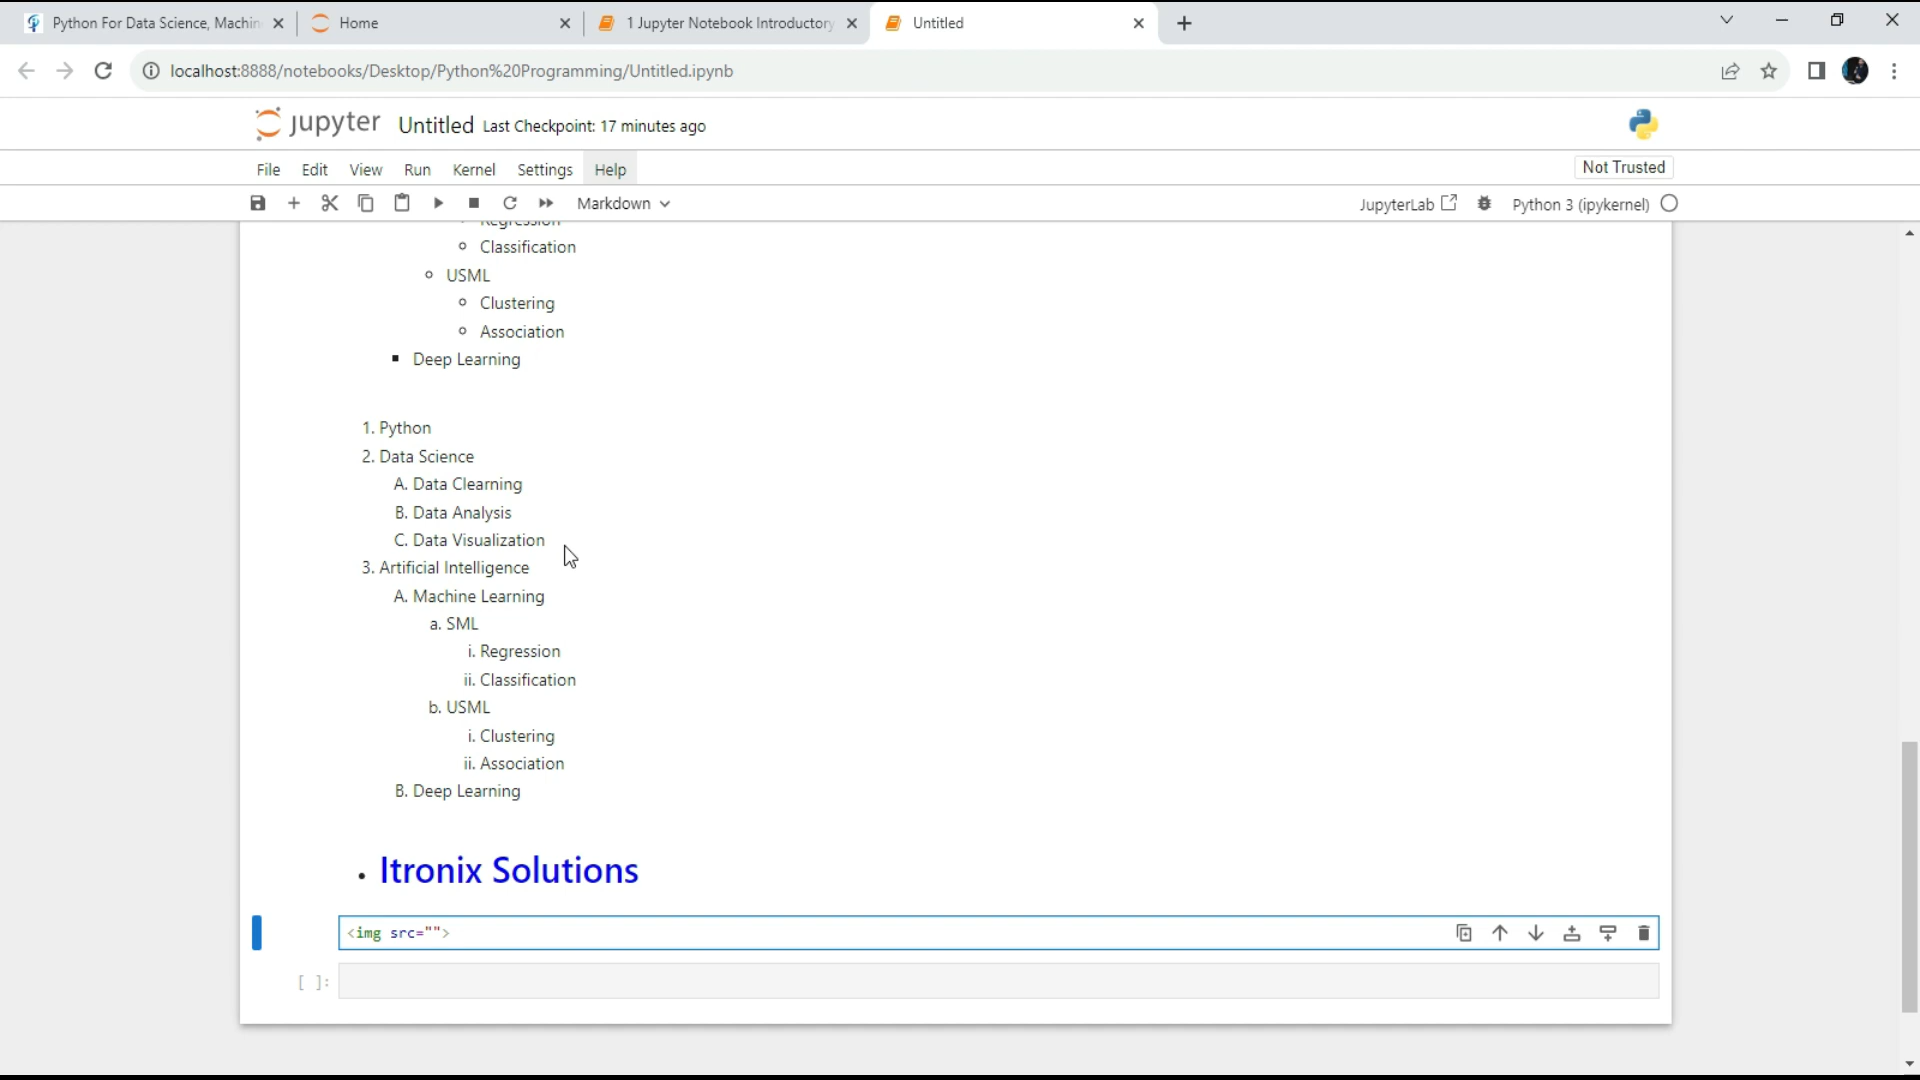 Python For Data Science, Machin
Home
1 Jupyter Notebook Introductory
Untitled
localhost:8888/notebooks/Desktop/Python%20Programming/Untitled.ipynb
jupyter Untitled Last Checkpoint: 17 minutes ago
File Edit View Run Kernel Settings Help
Not Trusted
Markdown
JupyterLab
Python 3 (ipykernel)
Regression
Classification
USML
Clustering
Association
Deep Learning
1. Python
2. Data Science
A. Data Clearning
B. Data Analysis
C. Data Visualization
3. Artificial Intelligence
A. Machine Learning
a. SML
i. Regression
ii. Classification
b. USML
i. Clustering
ii. Association
B. Deep Learning
• Itronix Solutions
<img src="">
[ ]: